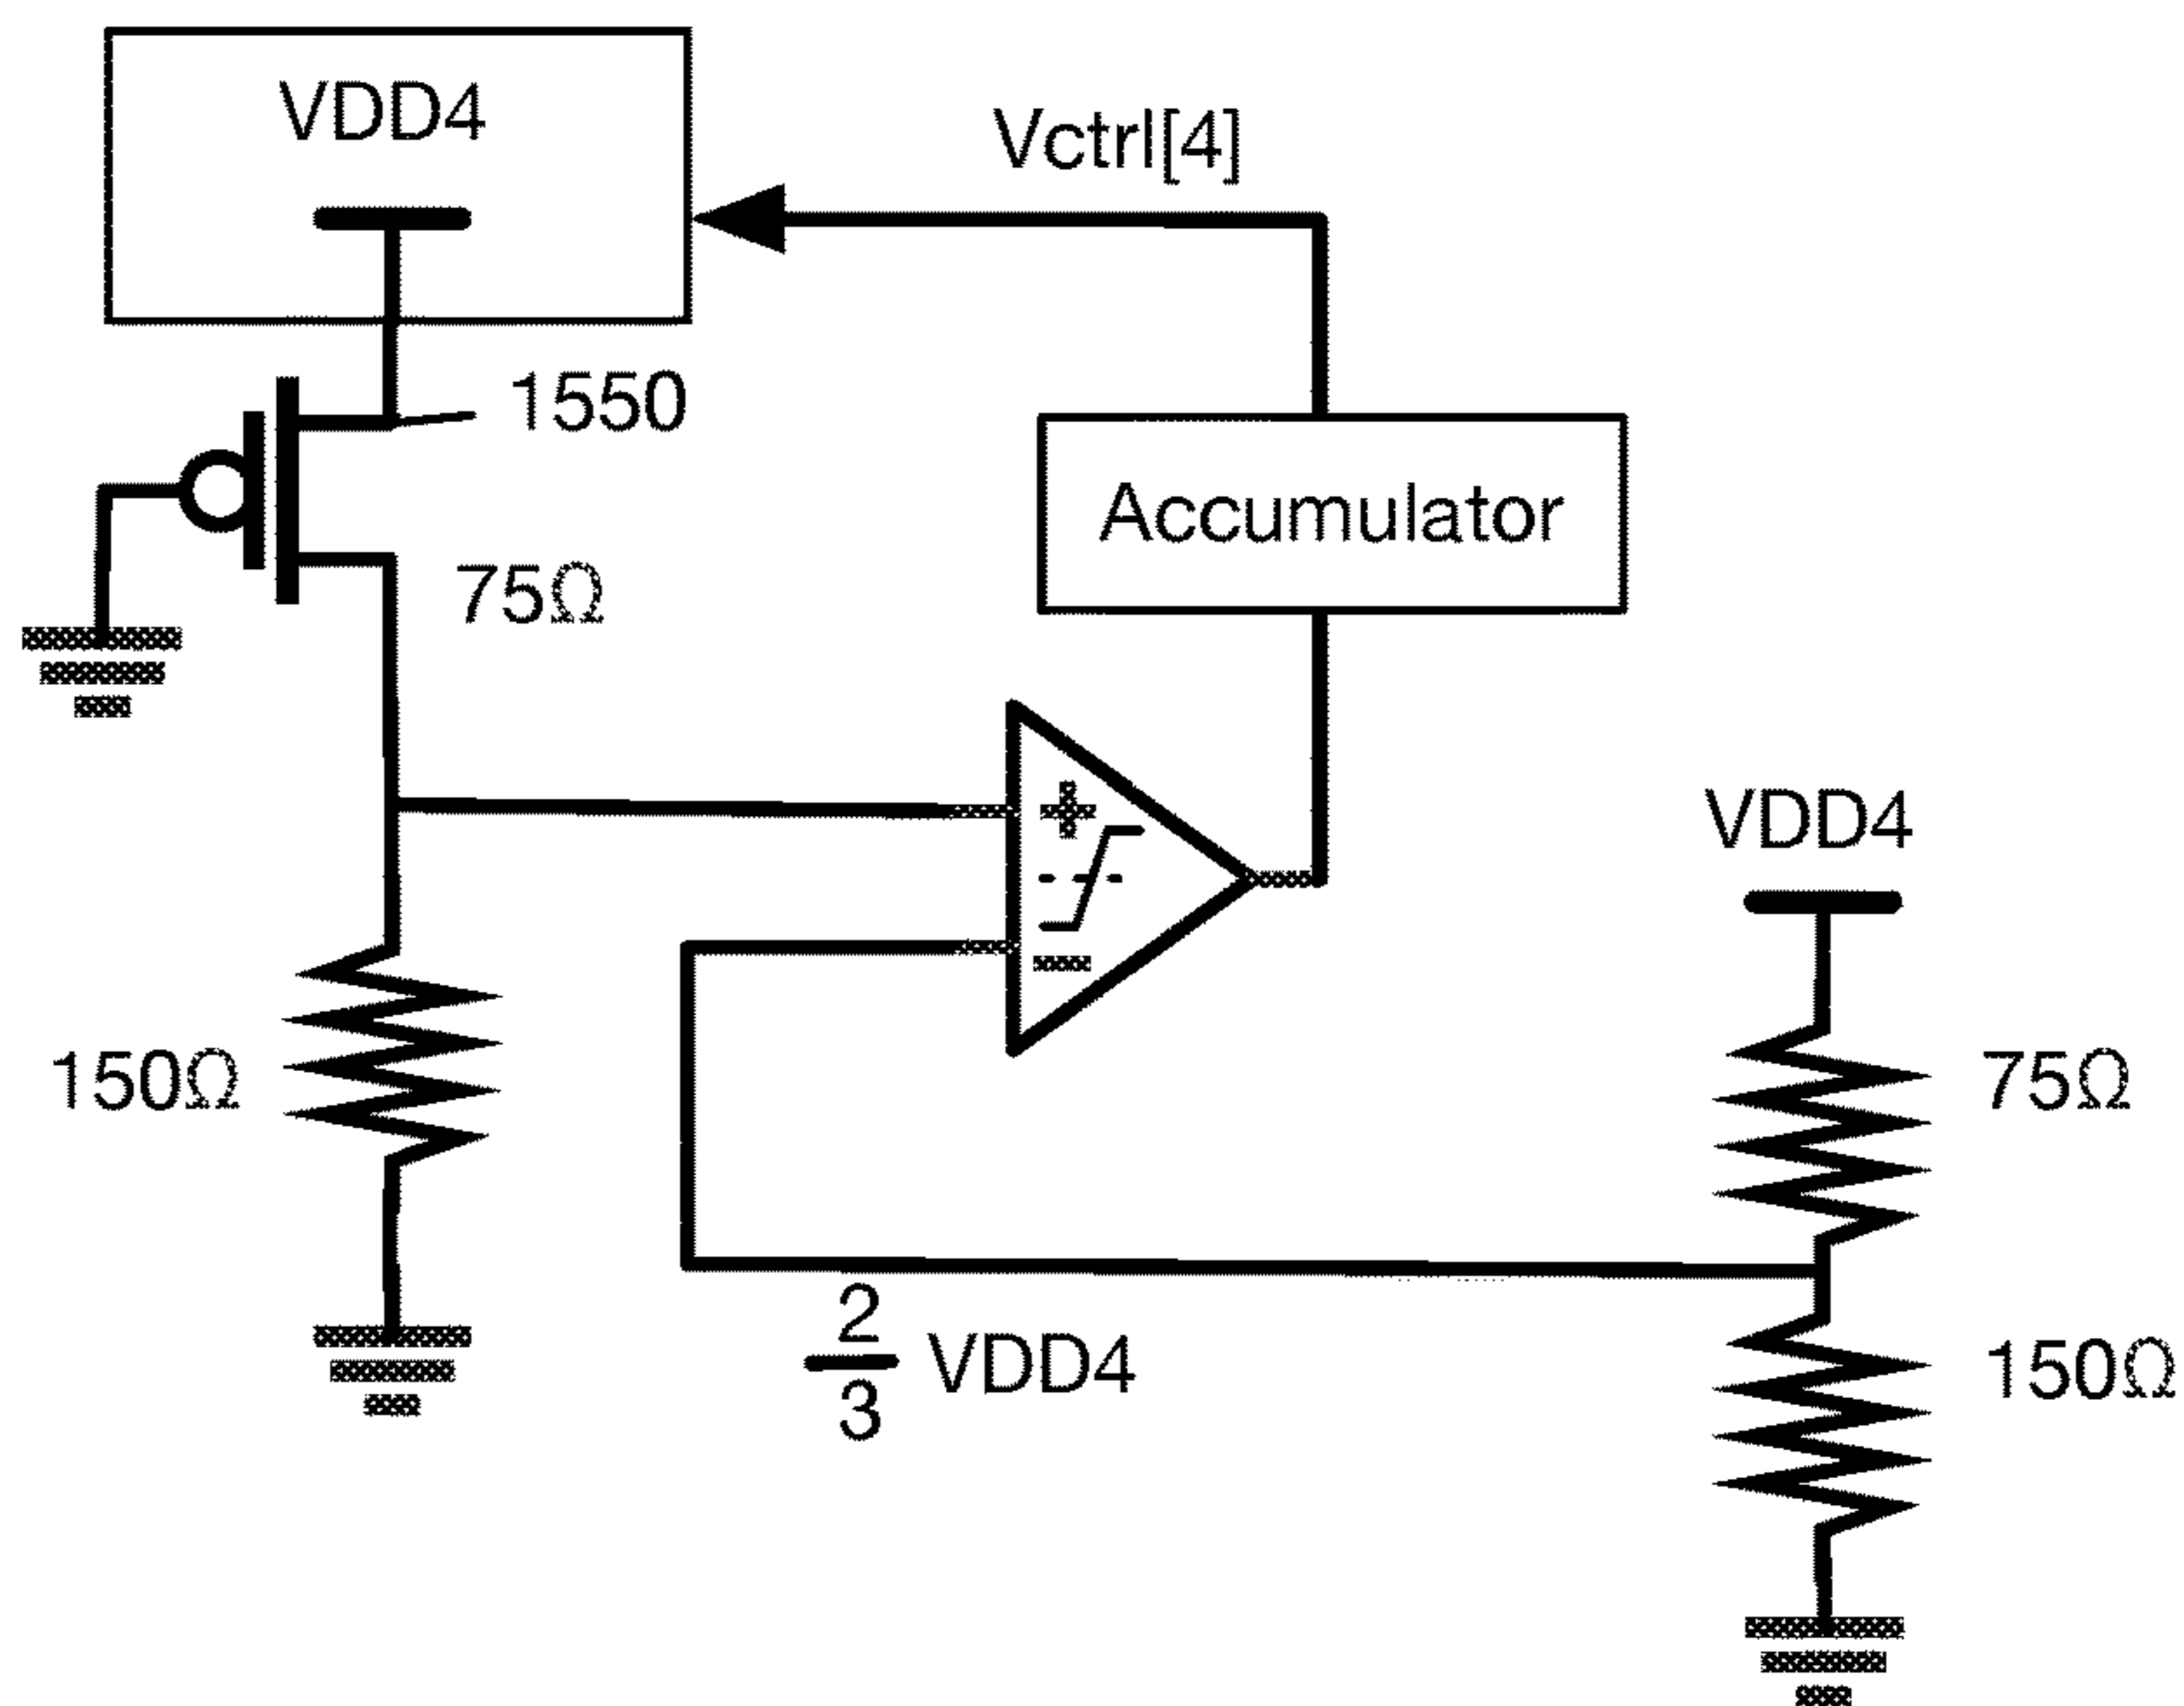 VDD4
Vctrl[4]
1550
Accumulator
75Ω
+
VDD4
−
150Ω
75Ω
2
3
VDD4
150Ω